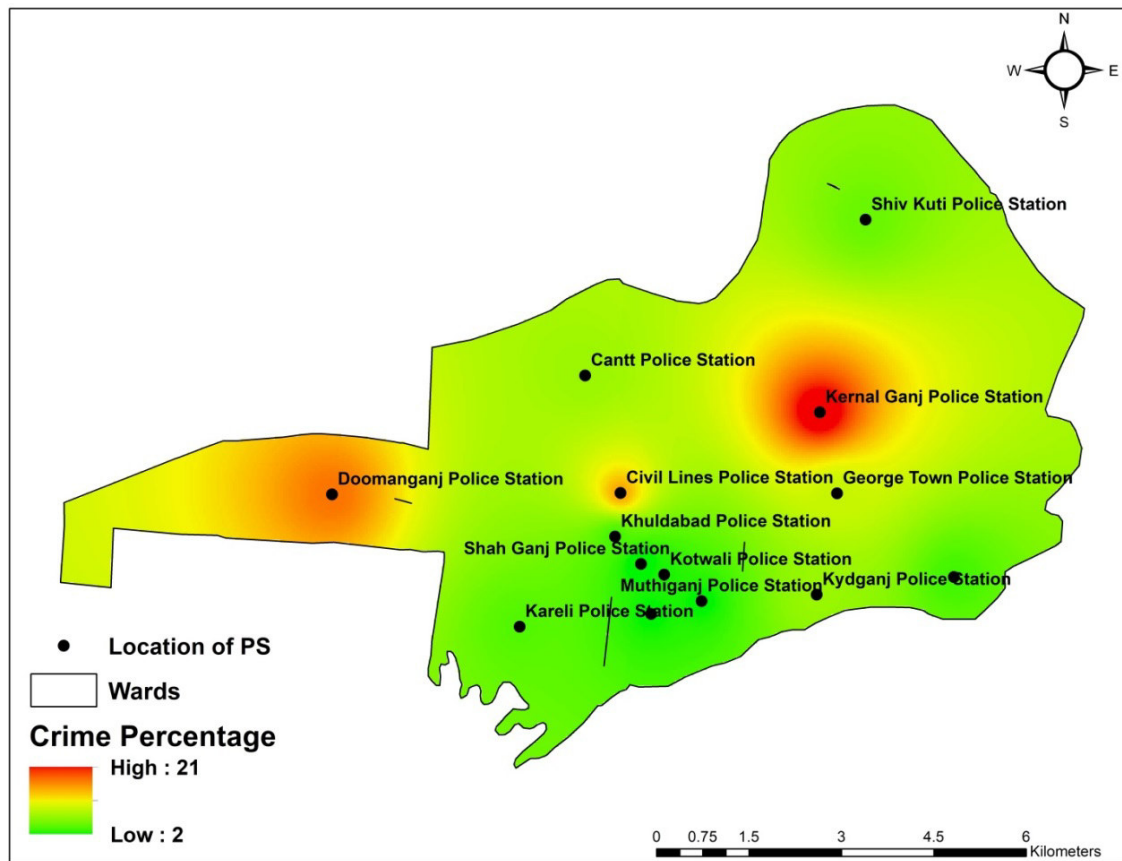 N
W E
S
Shiv Kuti Police Station
Cantt Police Station
Kernal Ganj Police Station
Doomanganj Police Station
Civil Lines Police Station
George Town Police Station
Khuldabad Police Station
Shah Ganj Police Station
Kotwali Police Station
Muthiganj Police Station
Kydganj Police Station
Kareli Police Station
Location of PS
Wards
Crime Percentage
High : 21
Low : 2
0 0.75 1.5 3 4.5 6
Kilometers